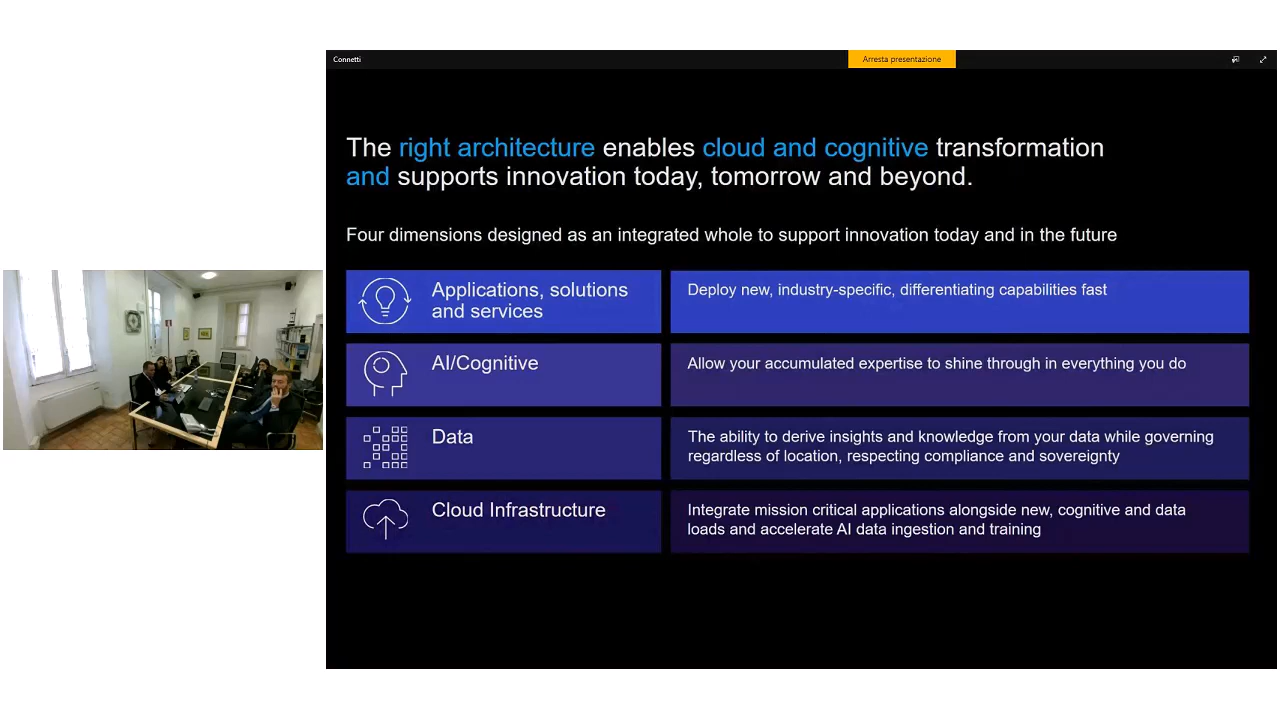 Connetti
Arresta presentazione
The right architecture enables cloud and cognitive transformation
and supports innovation today, tomorrow and beyond.
Four dimensions designed as an integrated whole to support innovation today and in the future
Applications, solutions
and services
Deploy new, industry-specific, differentiating capabilities fast
AI/Cognitive
Allow your accumulated expertise to shine through in everything you do
Data
The ability to derive insights and knowledge from your data while governing
regardless of location, respecting compliance and sovereignty
Cloud Infrastructure
Integrate mission critical applications alongside new, cognitive and data
loads and accelerate AI data ingestion and training